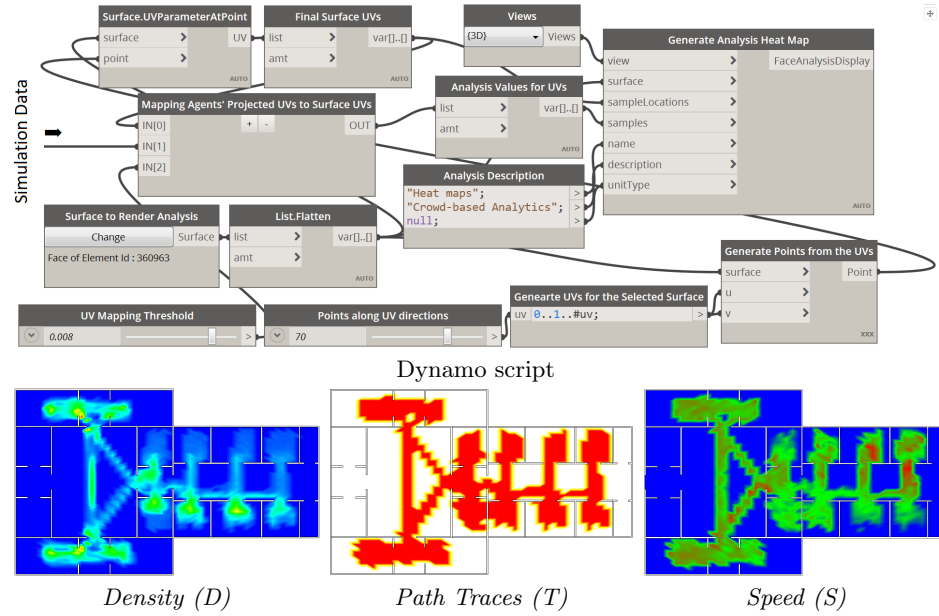 Surface.UVParameterAtPoint
surface > UV
point >
AUTO
Final Surface UVs
list > var[]..[]
amt >
AUTO
Views
{3D} Views
Generate Analysis Heat Map
view > FaceAnalysisDisplay
surface >
sampleLocations >
samples >
name >
description >
unitType >
AUTO
Simulation Data
Mapping Agents' Projected UVs to Surface UVs
IN[0] + - OUT
IN[1]
IN[2]
Analysis Values for UVs
list > var[]..[]
amt >
AUTO
Analysis Description
"Heat maps"; >
"Crowd-based Analytics"; >
null; >
Surface to Render Analysis
Change Surface
Face of Element Id : 360963
List.Flatten
list > var[]..[]
amt >
AUTO
Generate Points from the UVs
surface > Point
u >
v >
XXX
UV Mapping Threshold
0.008 >
Points along UV directions
70 >
Genearte UVs for the Selected Surface
uv 0..1..#uv; >
Dynamo script
Density (D)
Path Traces (T)
Speed (S)